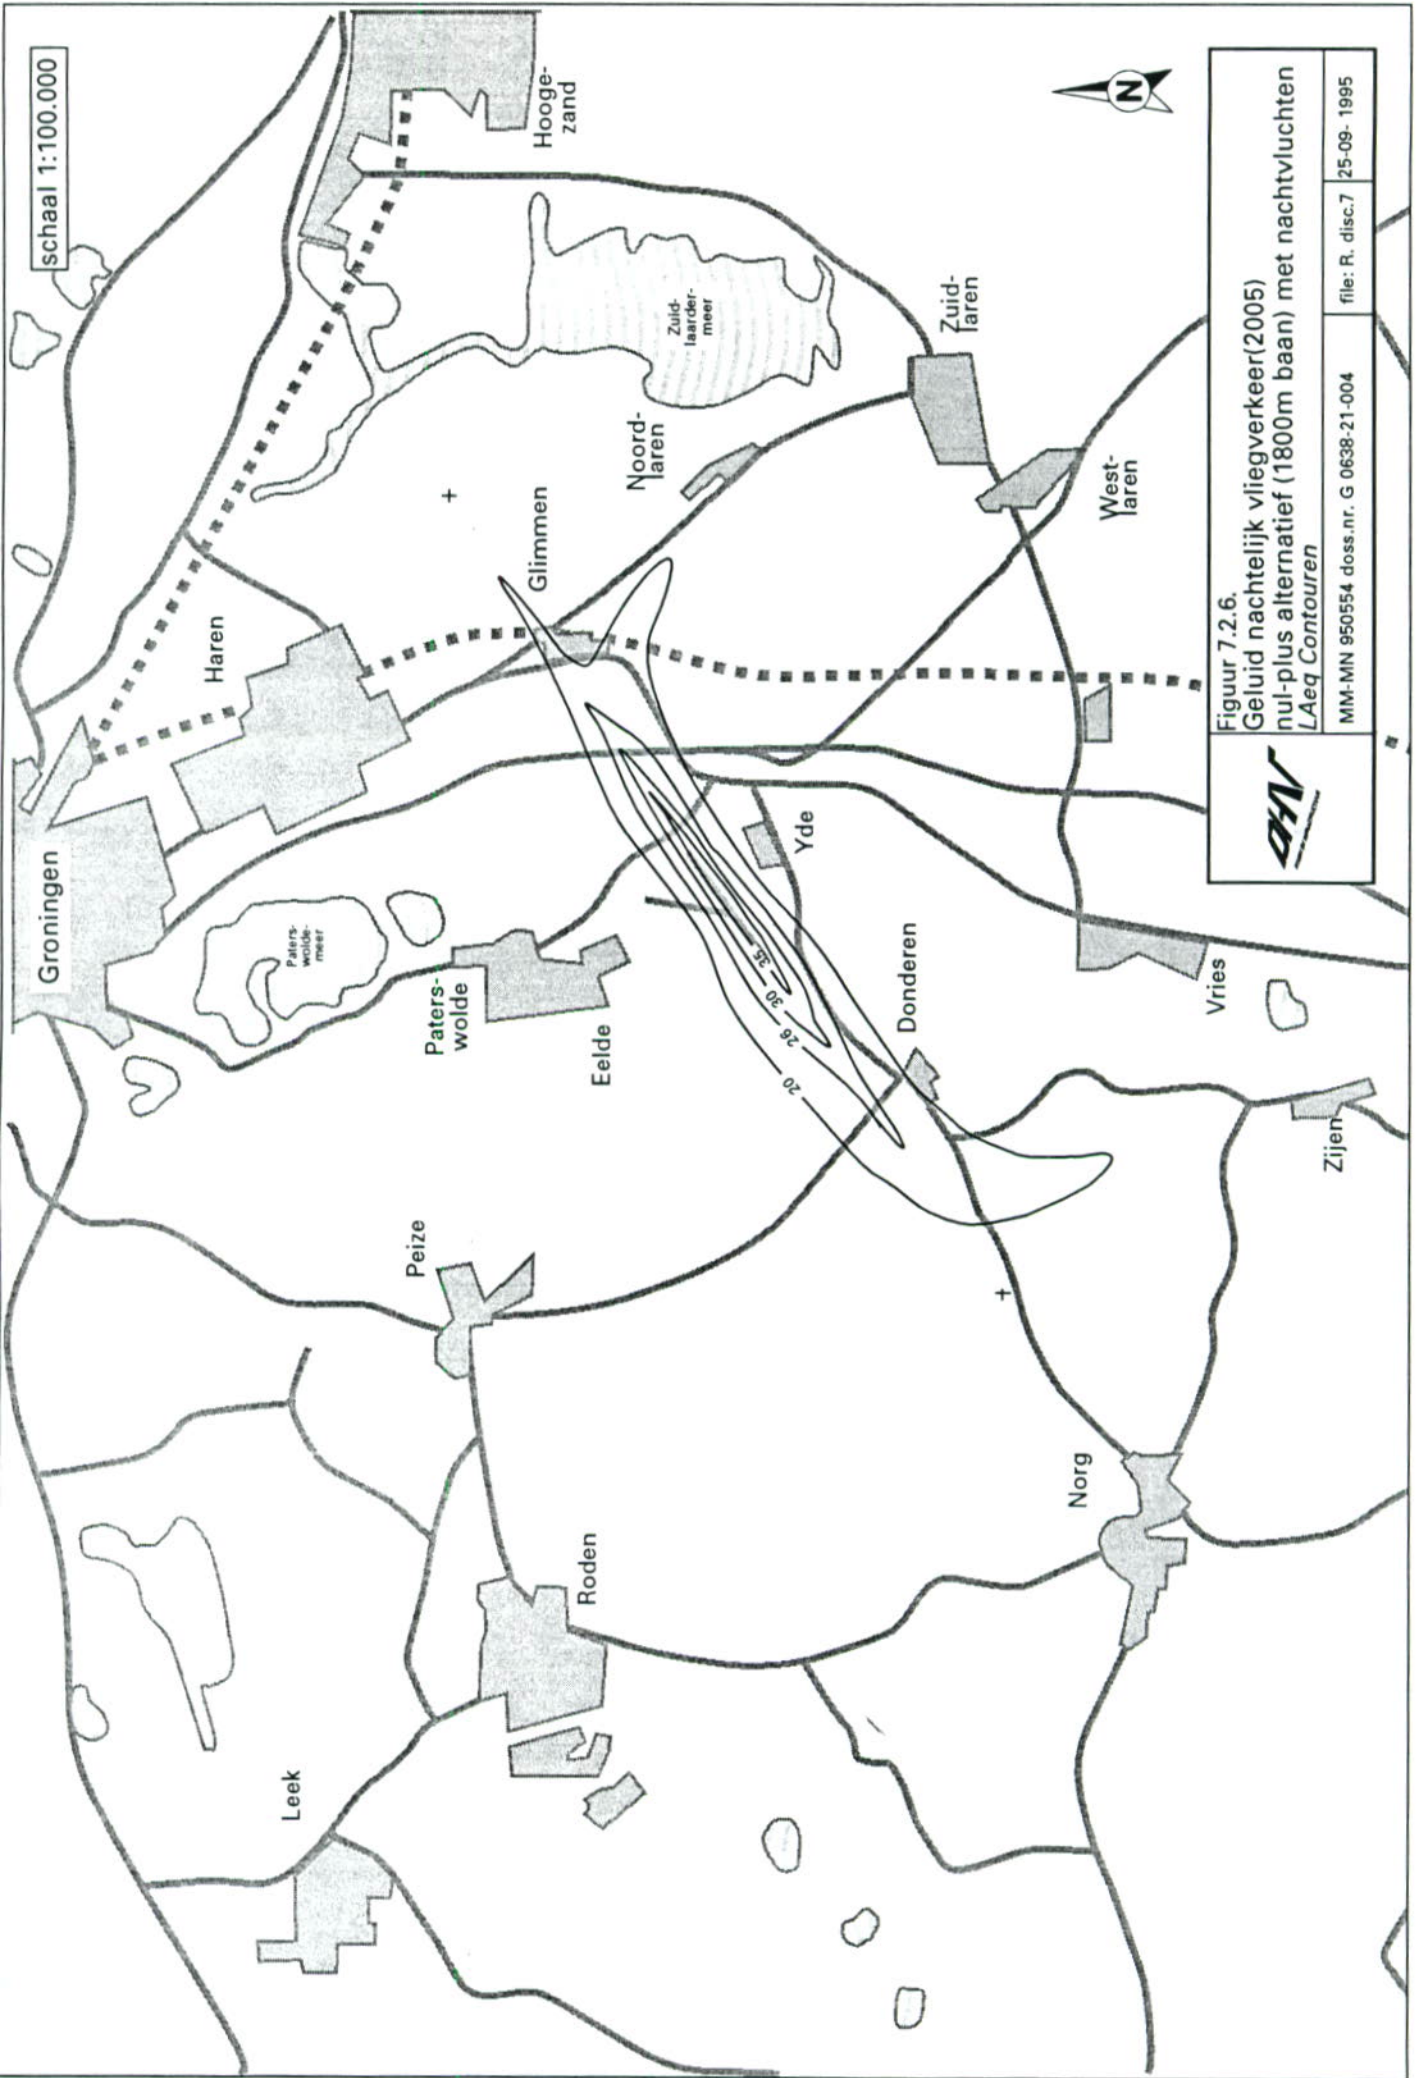 schaal 1:100.000
Groningen
Haren
Hooge-
zand
Paters-
wolde-
meer
Zuid-
laarder-
meer
Glimmen
Noord-
laren
Zuid-
laren
West-
laren
Paters-
wolde
Eelde
Yde
Donderen
Vries
Zijen
Peize
Norg
Roden
Leek
35
30
26
20
N
Figuur 7.2.6.
Geluid nachtelijk vliegverkeer(2005)
nul-plus alternatief (1800m baan) met nachtvluchten
LAeq Contouren
MM-MN 950554 doss.nr. G 0638-21-004
file: R. disc.7
25-09- 1995
DHV